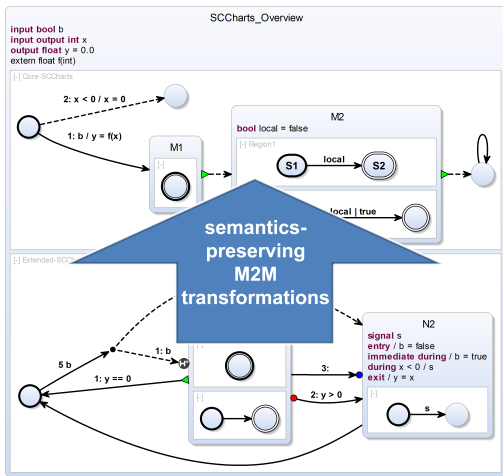 SCCharts_Overview
input bool b
input output int x
output float y = 0.0
extern float f(int)
[-] Core-SCCharts
2: x < 0 / x = 0
1: b / y = f(x)
M1
[-]
M2
bool local = false
[-] Region1
S1
local
S2
local | true
semantics-
preserving
M2M
transformations
[-] Extended-SCCh
5 b
1: b
H*
1: y == 0
3:
2: y > 0
[-]
N2
signal s
entry / b = false
immediate during / b = true
during x < 0 / s
exit / y = x
[-]
s